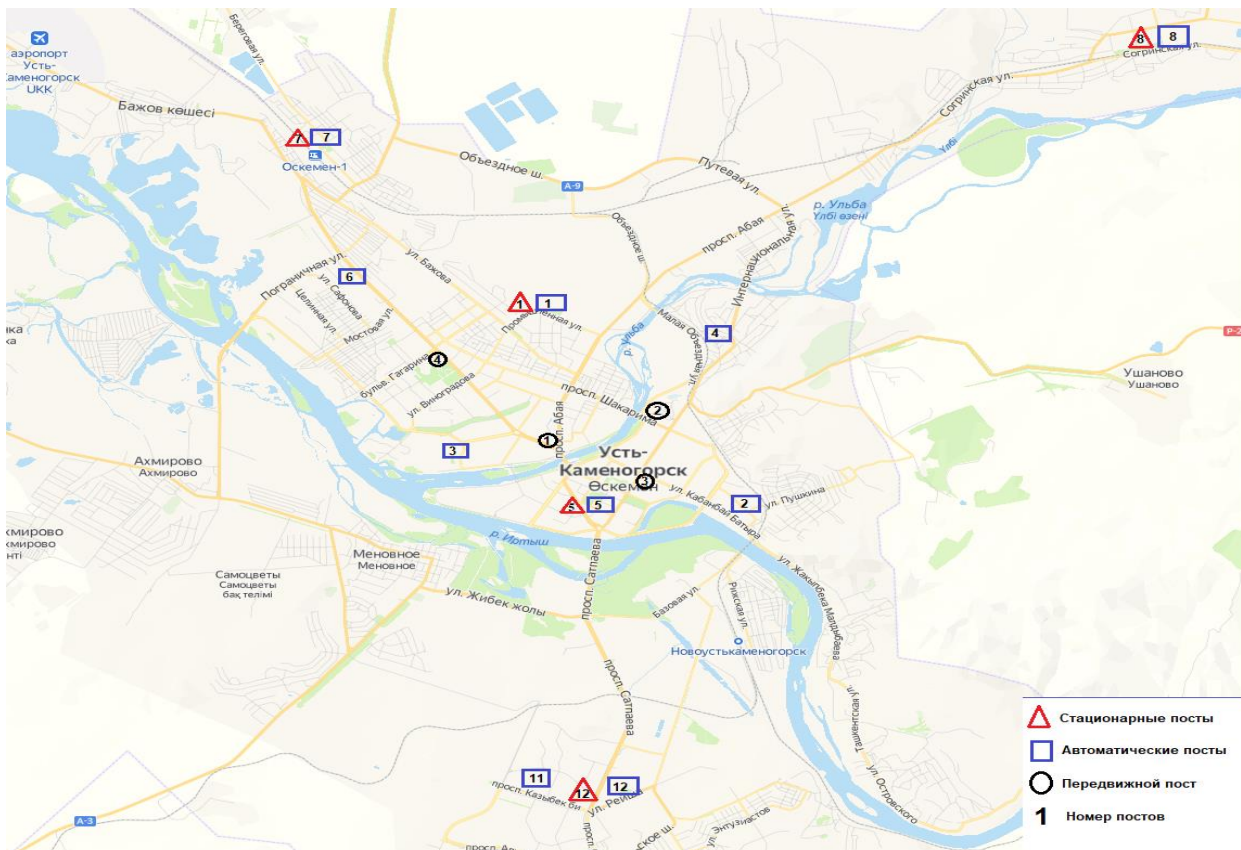 аэропорт
Усть-
Каменогорск
UKK
Береговая ул.
Бажов көшесі
7
7
Оскемен-1
Объездное ш.
А-9
Путевая ул.
8
8
Согринская ул.
Согринская ул.
Улбі
р. Ульба
Үлбі өзені
просп. Абая
Интернациональная ул.
Объездное ш.
Пограничная ул.
6
ул. Сафонова
Целинная ул.
Мостовая ул.
ул. Бажова
1
1
Промышленная ул.
р. Ульба
Малая Объездная ул.
4
4
бульв. Гагарина
ул. Виноградова
просп. Шакарима
2
просп. Абая
1
3
Усть-
Каменогорск
Өскемен
3
5
5
ул. Кабанбай Батыра
2
ул. Пушкина
Р-2
Ушаново
Ушаново
Ахмирово
Ахмирово
р. Иртыш
Меновное
Меновное
Самоцветы
Самоцветы
бақ телімі
ул. Жибек жолы
просп. Сатпаева
Базовая ул.
Рижская ул.
ул. Жакыпбека Малдыбаева
Новоустькаменогорск
просп. Сатпаева
Ташкентская ул.
ул. Островского
11
12
12
просп. Казыбек би
ул. Рейша
ул. Энтузиастов
А-3
Стационарные посты
Автоматические посты
Передвижной пост
1 Номер постов